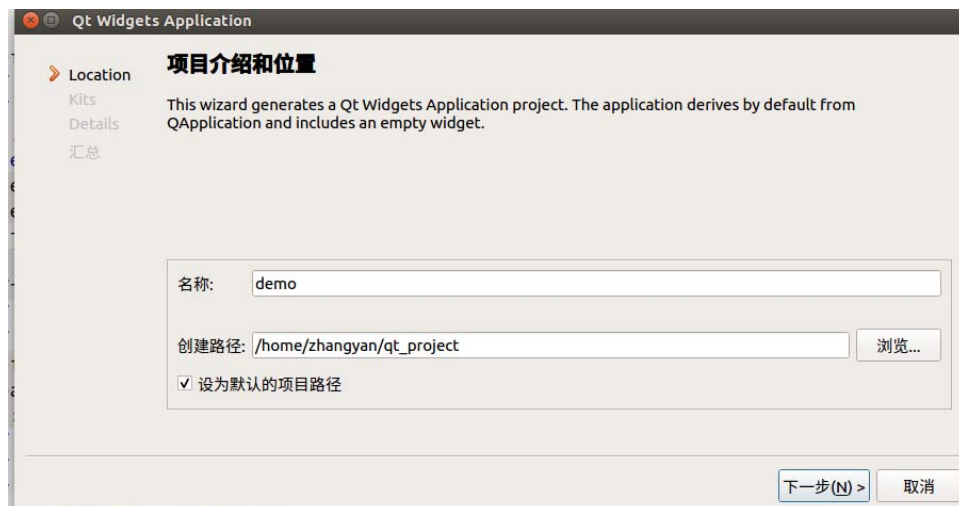 Qt Widgets Application
Location
Kits
Details
汇总
项目介绍和位置
This wizard generates a Qt Widgets Application project. The application derives by default from
QApplication and includes an empty widget.
名称: demo
创建路径: /home/zhangyan/qt_project 浏览...
设为默认的项目路径
下一步(N) > 取消